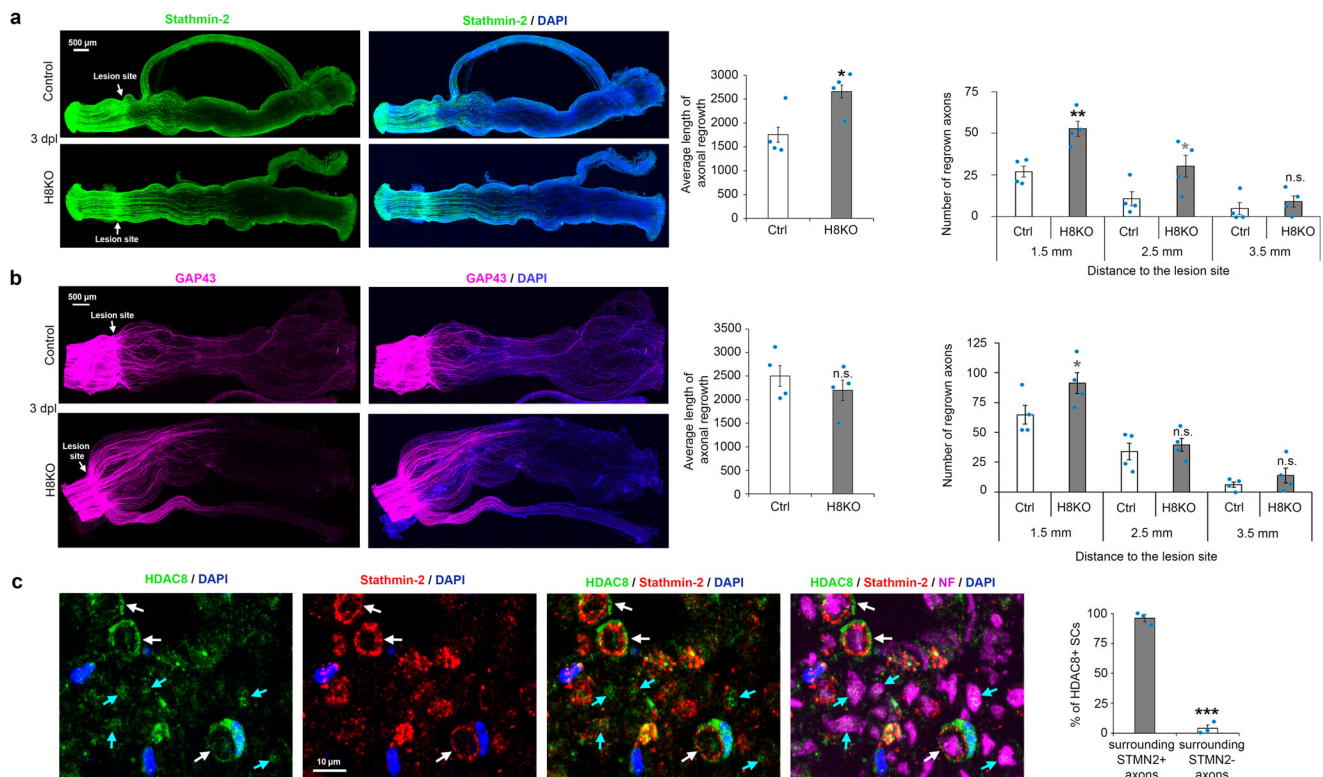 a
Stathmin-2
Stathmin-2 / DAPI
500 µm
Lesion site
Control
3 dpl
H8KO
Lesion site
Average length of
axonal regrowth
3000
2500
2000
1500
1000
500
0
*
Ctrl
H8KO
Number of regrown axons
75
50
25
0
**
*
n.s.
Ctrl H8KO Ctrl H8KO Ctrl H8KO
1.5 mm 2.5 mm 3.5 mm
Distance to the lesion site
b
GAP43
GAP43 / DAPI
500 µm
Lesion site
Control
3 dpl
Lesion
site
H8KO
Average length of
axonal regrowth
3500
3000
2500
2000
1500
1000
500
0
n.s.
Ctrl
H8KO
Number of regrown axons
125
100
75
50
25
0
*
n.s.
n.s.
Ctrl H8KO Ctrl H8KO Ctrl H8KO
1.5 mm 2.5 mm 3.5 mm
Distance to the lesion site
c
HDAC8 / DAPI
Stathmin-2 / DAPI
HDAC8 / Stathmin-2 / DAPI
HDAC8 / Stathmin-2 / NF / DAPI
10 µm
% of HDAC8+ SCs
100
75
50
25
0
***
surrounding surrounding
STMN2+ STMN2-
axons axons